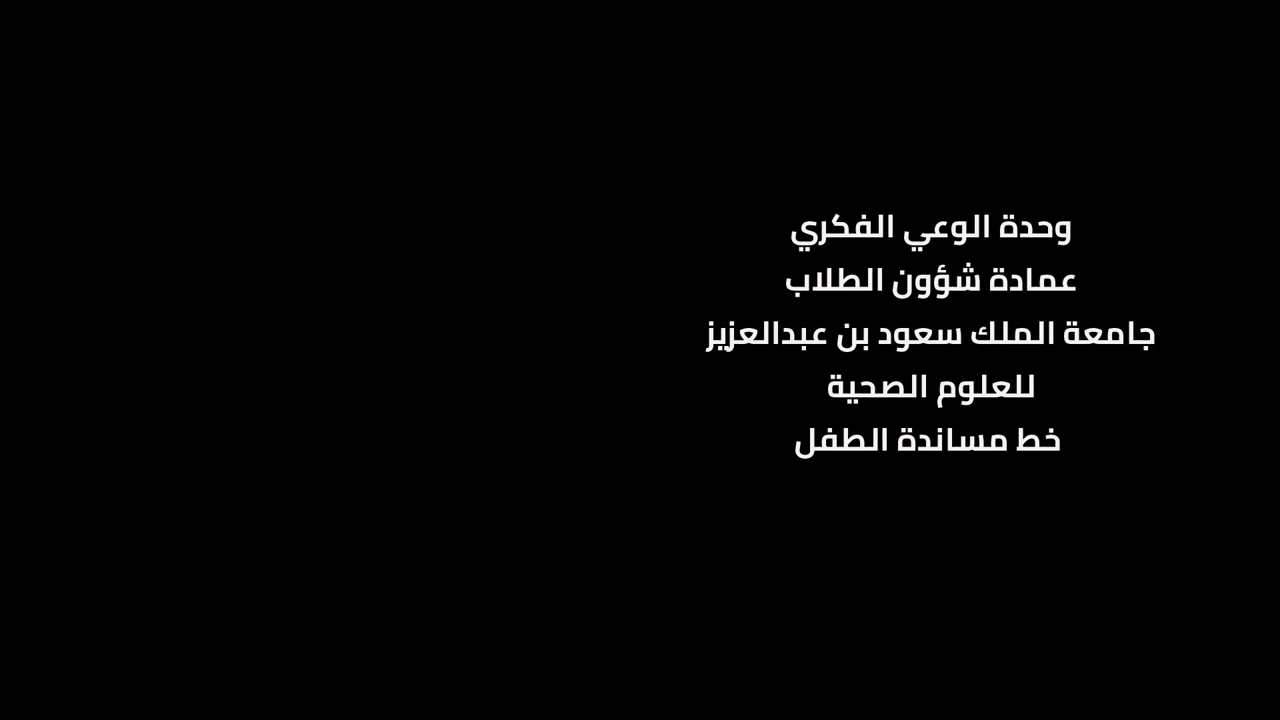 وحدة الوعي الفكري
عمادة شؤون الطلاب
جامعة الملك سعود بن عبدالعزيز
للعلوم الصحية
خط مساندة الطفل